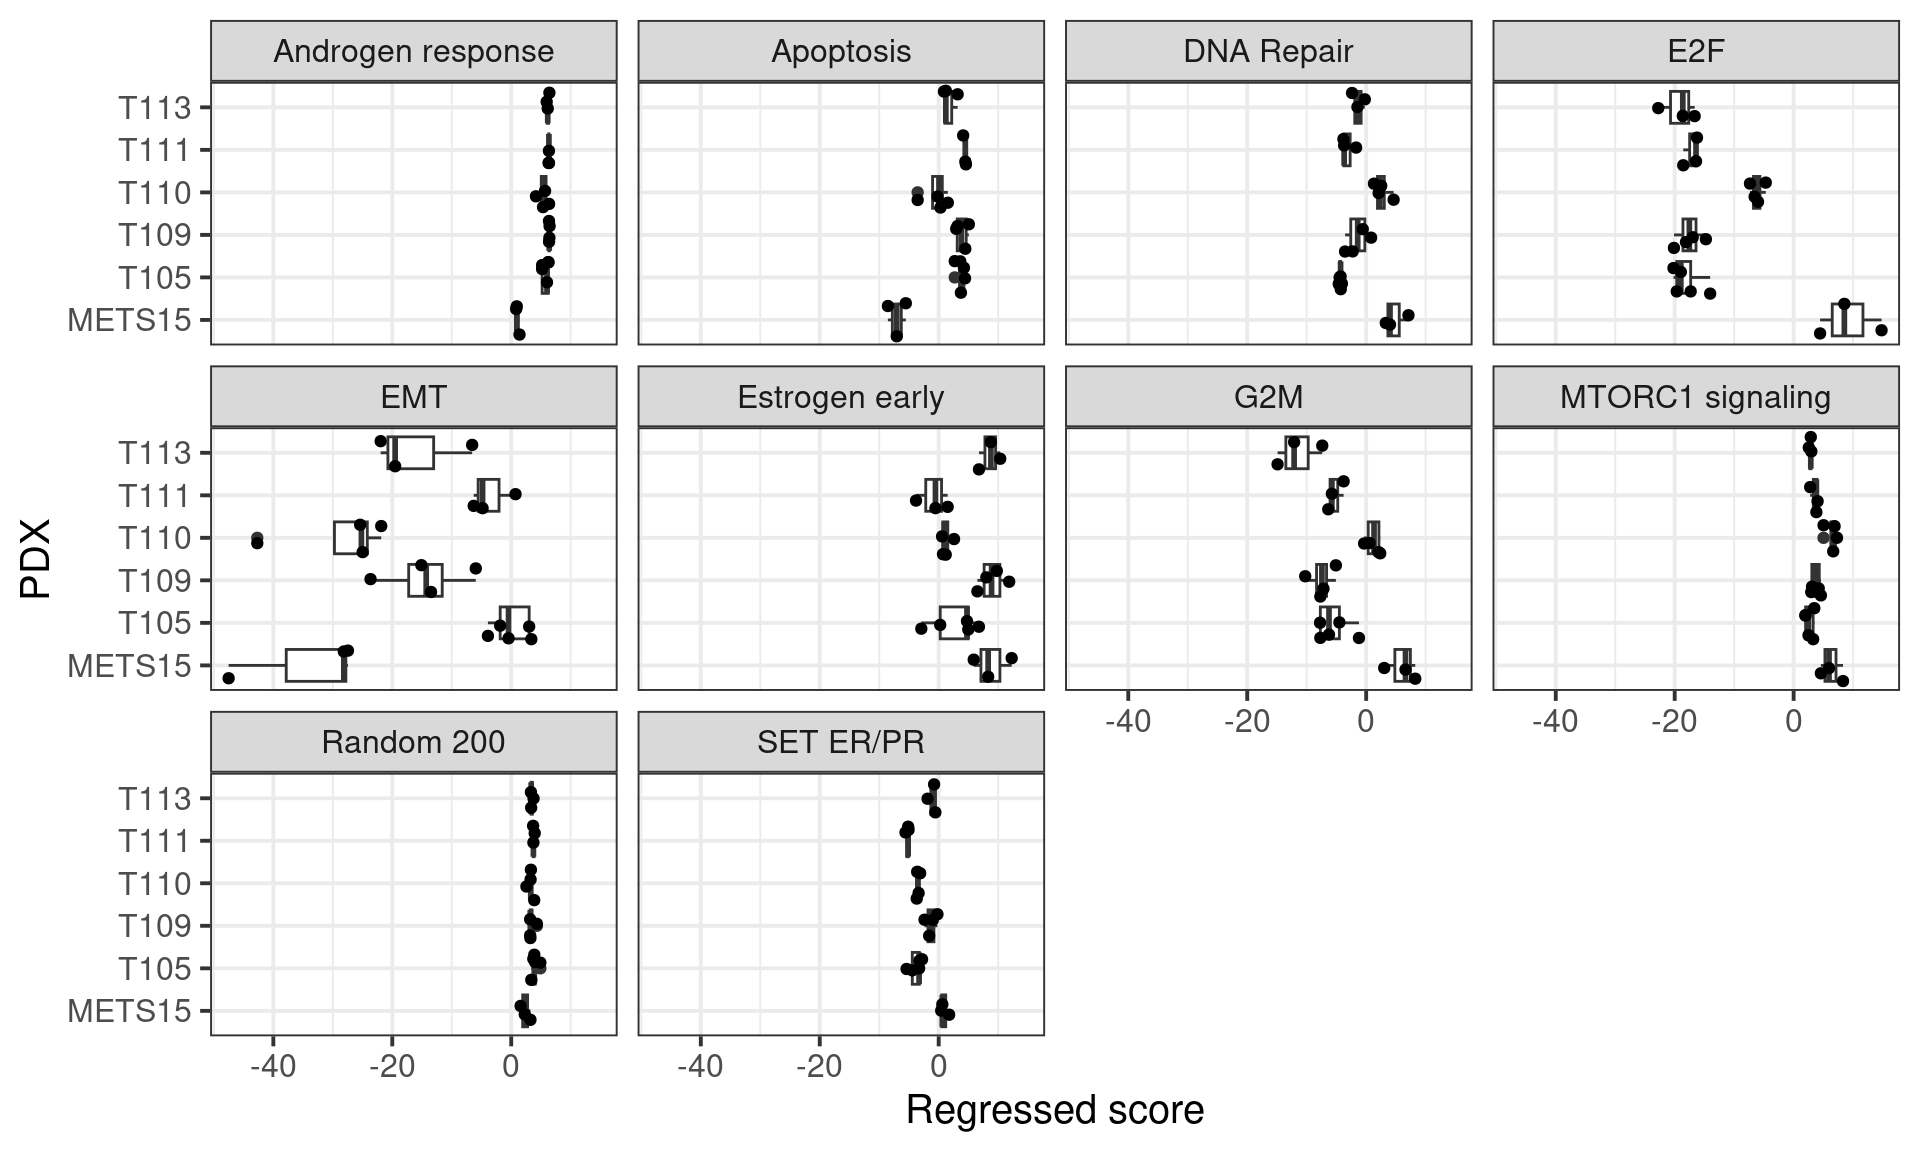 Androgen response Apoptosis DNA Repair E2F
T113
T111
T110
T109
T105
METS15
EMT Estrogen early G2M MTORC1 signaling
T113
T111
T110
T109
T105
METS15
-40 -20 0 -40 -20 0
Random 200 SET ER/PR
T113
T111
T110
T109
T105
METS15
-40 -20 0 -40 -20 0
PDX
Regressed score